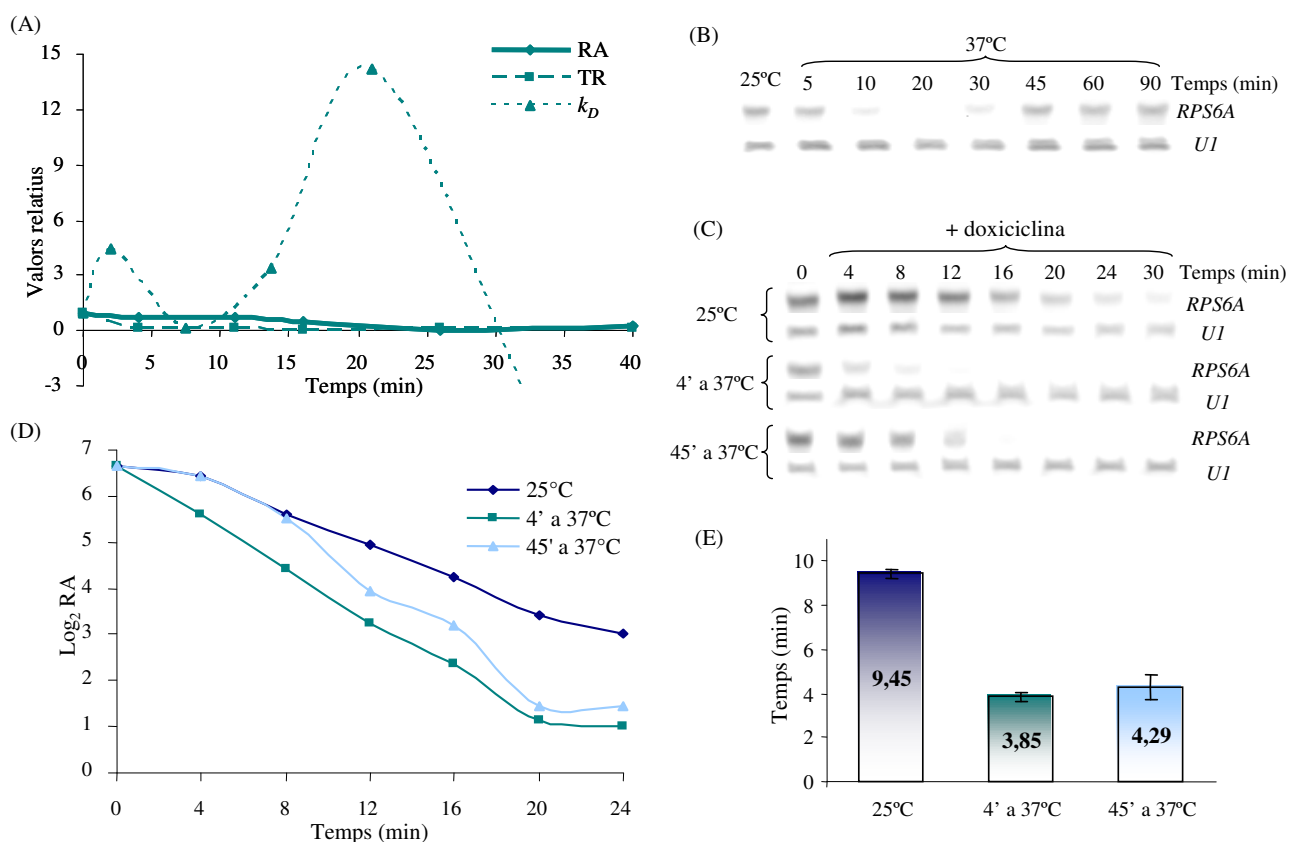 (A)
15
12
9
6
3
0
-3
Valors relatius
RA
TR
k_D
0 5 10 15 20 25 30 35 40
Temps (min)
(B)
37ºC
25ºC 5 10 20 30 45 60 90 Temps (min)
RPS6A
U1
(C)
+ doxiciclina
0 4 8 12 16 20 24 30 Temps (min)
25ºC
RPS6A
U1
4’ a 37ºC
RPS6A
U1
45’ a 37ºC
RPS6A
U1
(D)
7
6
5
4
3
2
1
0
Log₂ RA
25°C
4’ a 37ºC
45' a 37°C
0 4 8 12 16 20 24
Temps (min)
(E)
10
8
6
4
2
0
Temps (min)
9,45
3,85
4,29
25ºC 4’ a 37ºC 45’ a 37ºC